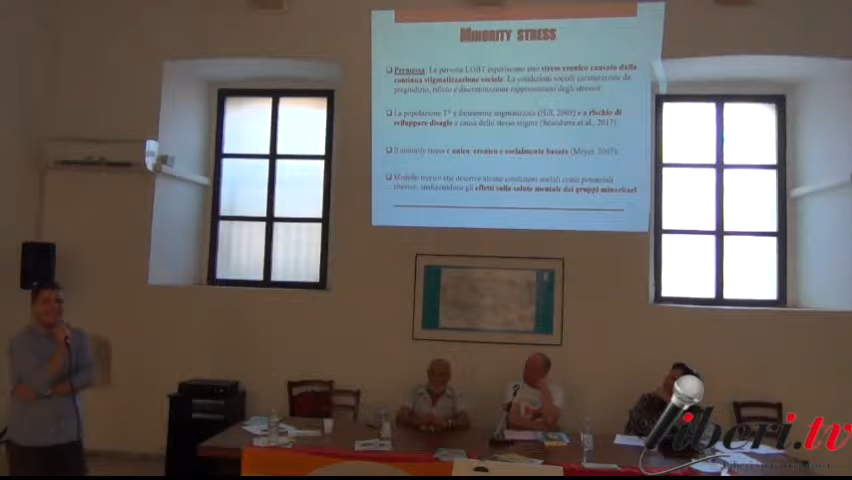 MINORITY STRESS
Premessa: Le persone LGBT esperiscono uno stress cronico causato dalla
continua stigmatizzazione sociale. Le condizioni sociali caratterizzate da
pregiudizio, rifiuto e discriminazione rappresentano degli stressor.
La popolazione T* è fortemente stigmatizzata (Hill, 2003) e a rischio di
sviluppare disagio a causa dello stesso stigma (Scandurra et al., 2017).
Il minority stress è unico, cronico e socialmente basato (Meyer, 2007).
Modello teorico che descrive alcune condizioni sociali come potenziali
stressor, analizzandone gli effetti sulla salute mentale dei gruppi minoritari
liberi.tv